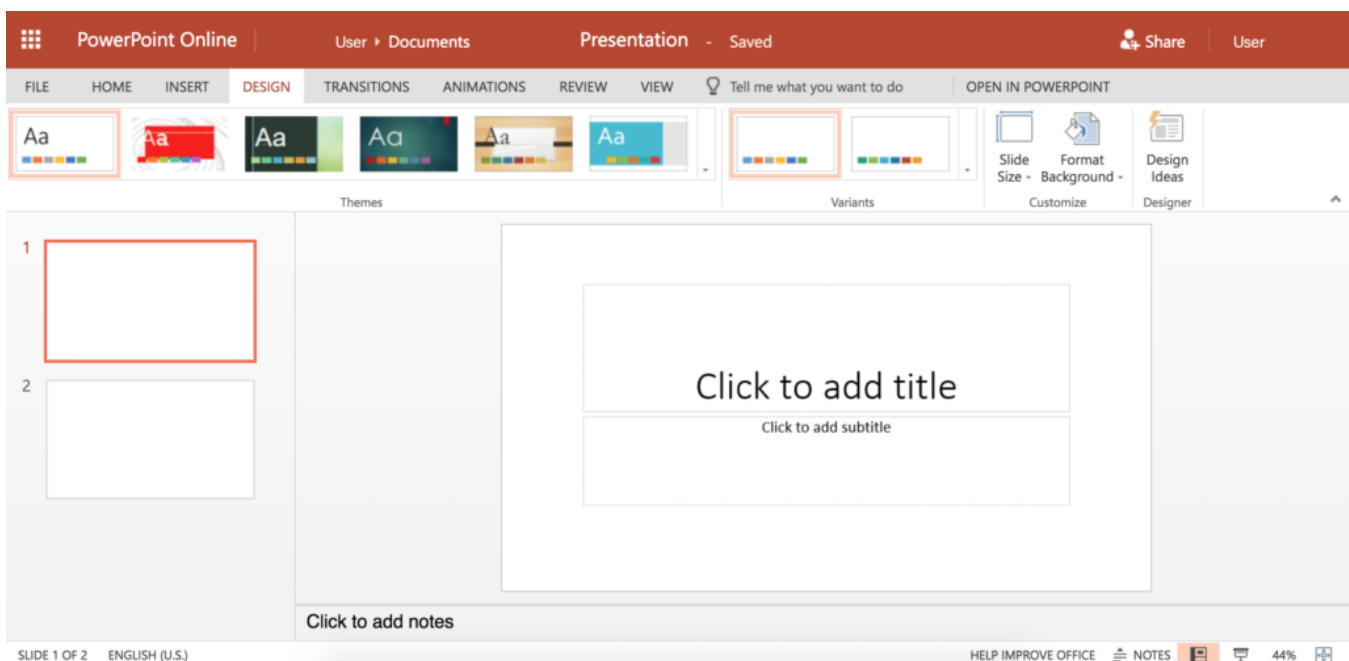 PowerPoint Online User Documents Presentation - Saved Share User
FILE HOME INSERT DESIGN TRANSITIONS ANIMATIONS REVIEW VIEW Tell me what you want to do OPEN IN POWERPOINT
Aa Aa Aa Aa Aa Aa
Slide Size Format Background Design Ideas
Themes Variants Customize Designer
1
2
Click to add title
Click to add subtitle
Click to add notes
SLIDE 1 OF 2 ENGLISH (U.S.) HELP IMPROVE OFFICE NOTES 44%